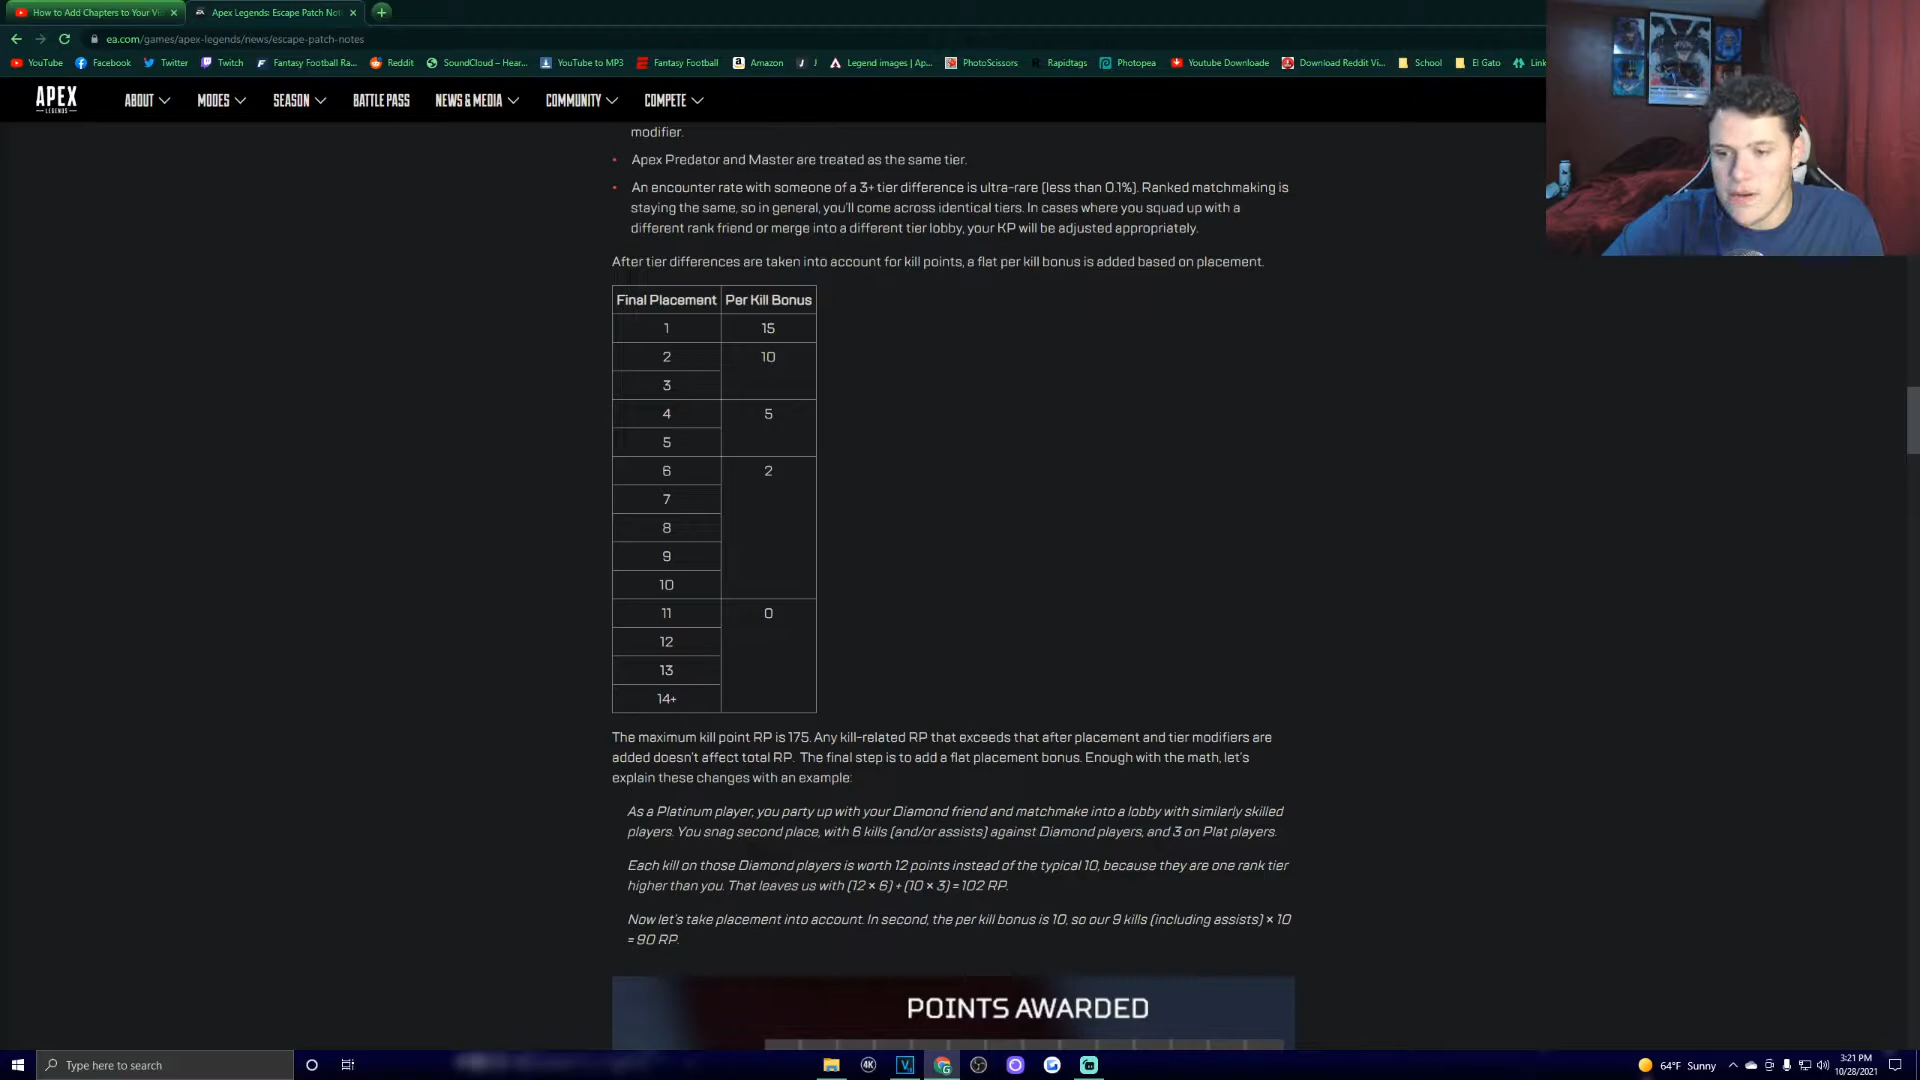 How to Add Chapters to Your Vi
Apex Legends: Escape Patch Not
ea.com/games/apex-legends/news/escape-patch-notes
YouTube Facebook Twitter Twitch Fantasy Football Ra... Reddit SoundCloud – Hear... YouTube to MP3 Fantasy Football Amazon J Legend images | Ap... PhotoScissors Rapidtags Photopea Youtube Downloade Download Reddit Vi... School El Gato Link
APEX
LEGENDS
ABOUT MODES SEASON BATTLE PASS NEWS & MEDIA COMMUNITY COMPETE
modifier.
• Apex Predator and Master are treated as the same tier.
• An encounter rate with someone of a 3+ tier difference is ultra-rare (less than 0.1%). Ranked matchmaking is
staying the same, so in general, you'll come across identical tiers. In cases where you squad up with a
different rank friend or merge into a different tier lobby, your KP will be adjusted appropriately.
After tier differences are taken into account for kill points, a flat per kill bonus is added based on placement.
Final Placement Per Kill Bonus
1 15
2 10
3
4 5
5
6 2
7
8
9
10
11 0
12
13
14+
The maximum kill point RP is 175. Any kill-related RP that exceeds that after placement and tier modifiers are
added doesn't affect total RP. The final step is to add a flat placement bonus. Enough with the math, let's
explain these changes with an example:
As a Platinum player, you party up with your Diamond friend and matchmake into a lobby with similarly skilled
players. You snag second place, with 6 kills (and/or assists) against Diamond players, and 3 on Plat players.
Each kill on those Diamond players is worth 12 points instead of the typical 10, because they are one rank tier
higher than you. That leaves us with (12 × 6) + (10 × 3) = 102 RP.
Now let's take placement into account. In second, the per kill bonus is 10, so our 9 kills (including assists) × 10
= 90 RP.
POINTS AWARDED
Type here to search
4K
64°F Sunny
3:21 PM
10/28/2021